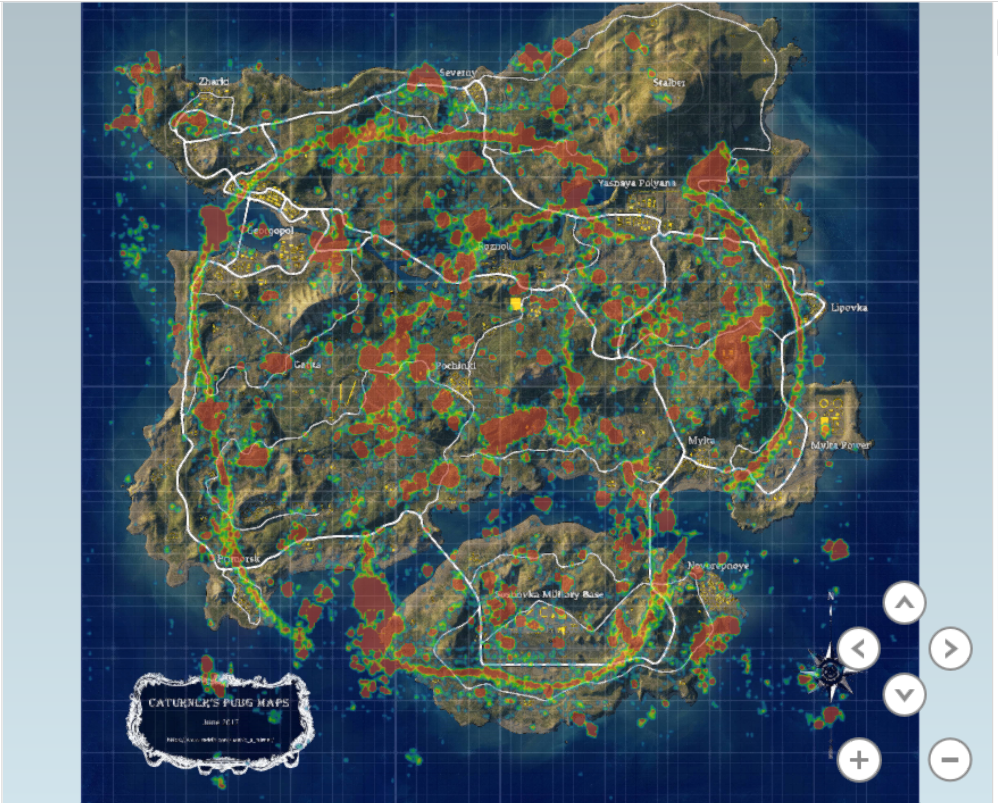 Zharki
Severny
Stalber
Yasnaya Polyana
Georgopol
Rozhok
Lipovka
Gatka
Pochinki
Mylta
Mylta Power
Primorsk
Novorepnoye
Sosnovka Military Base
N
CATURNER'S PUBG MAPS
June 2017